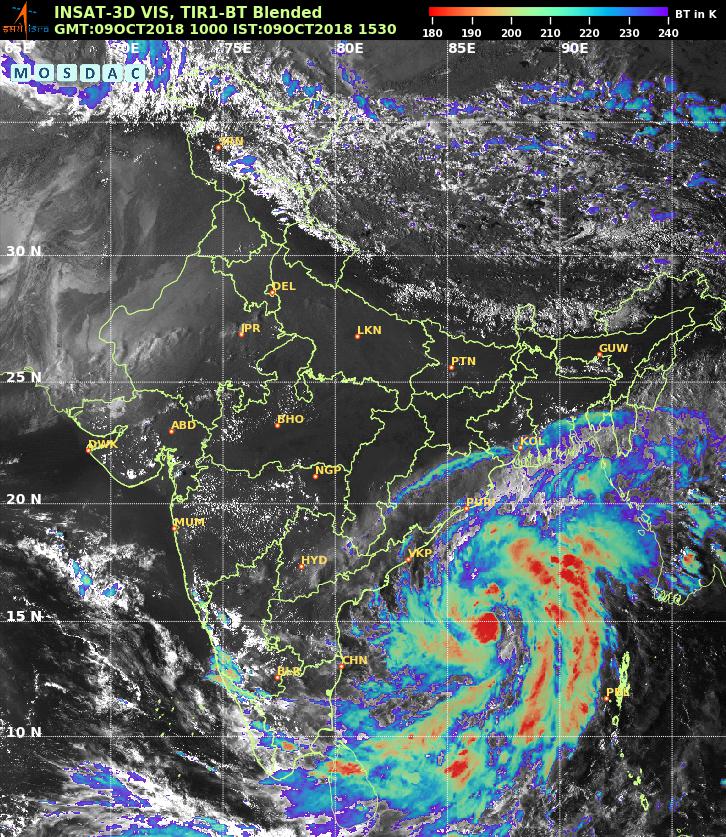 INSAT-3D VIS, TIR1-BT Blended
GMT:09OCT2018 1000 IST:09OCT2018 1530
BT in K
180 190 200 210 220 230 240
65E 70E 75E 80E 85E 90E
M O S D A C
SRN
30 N
DEL
JPR
LKN
GUW
PTN
25 N
ABD
BHO
DWK
KOL
NGP
20 N
PURI
MUM
VKP
HYD
15 N
CHN
BLR
PBL
10 N